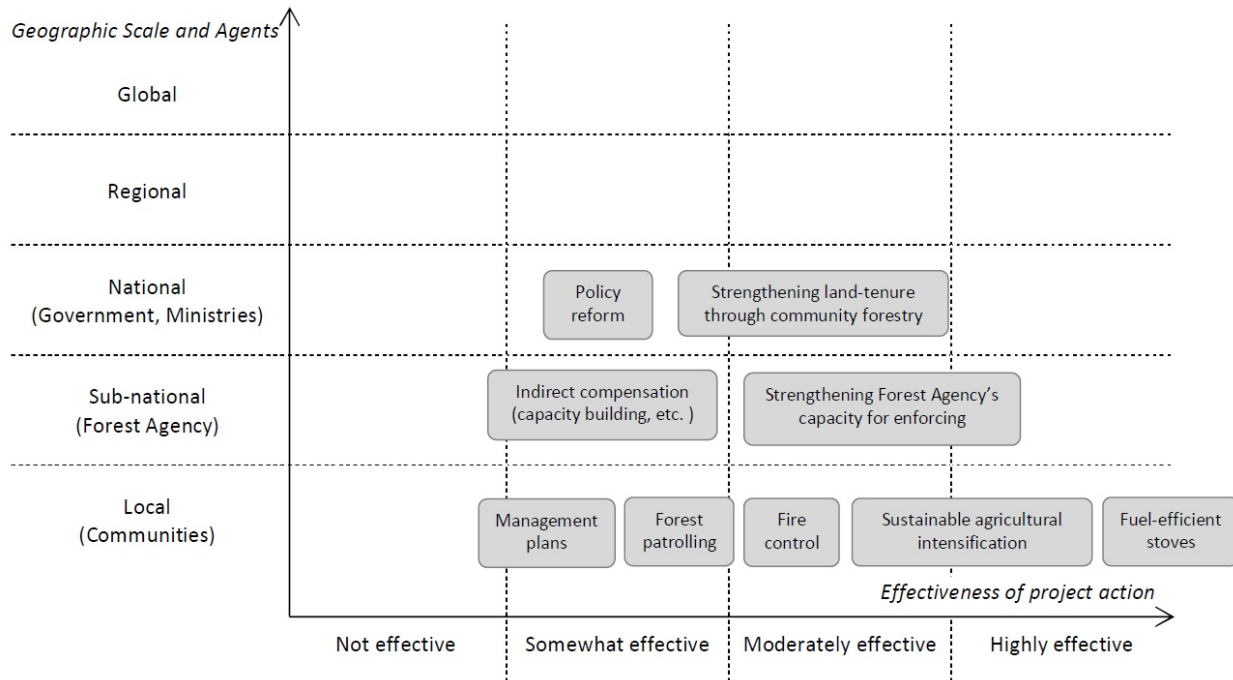 Geographic Scale and Agents
Global
Regional
National
(Government, Ministries)
Policy
reform
Strengthening land-tenure
through community forestry
Sub-national
(Forest Agency)
Indirect compensation
(capacity building, etc. )
Strengthening Forest Agency's
capacity for enforcing
Local
(Communities)
Management
plans
Forest
patrolling
Fire
control
Sustainable agricultural
intensification
Fuel-efficient
stoves
Effectiveness of project action
Not effective
Somewhat effective
Moderately effective
Highly effective